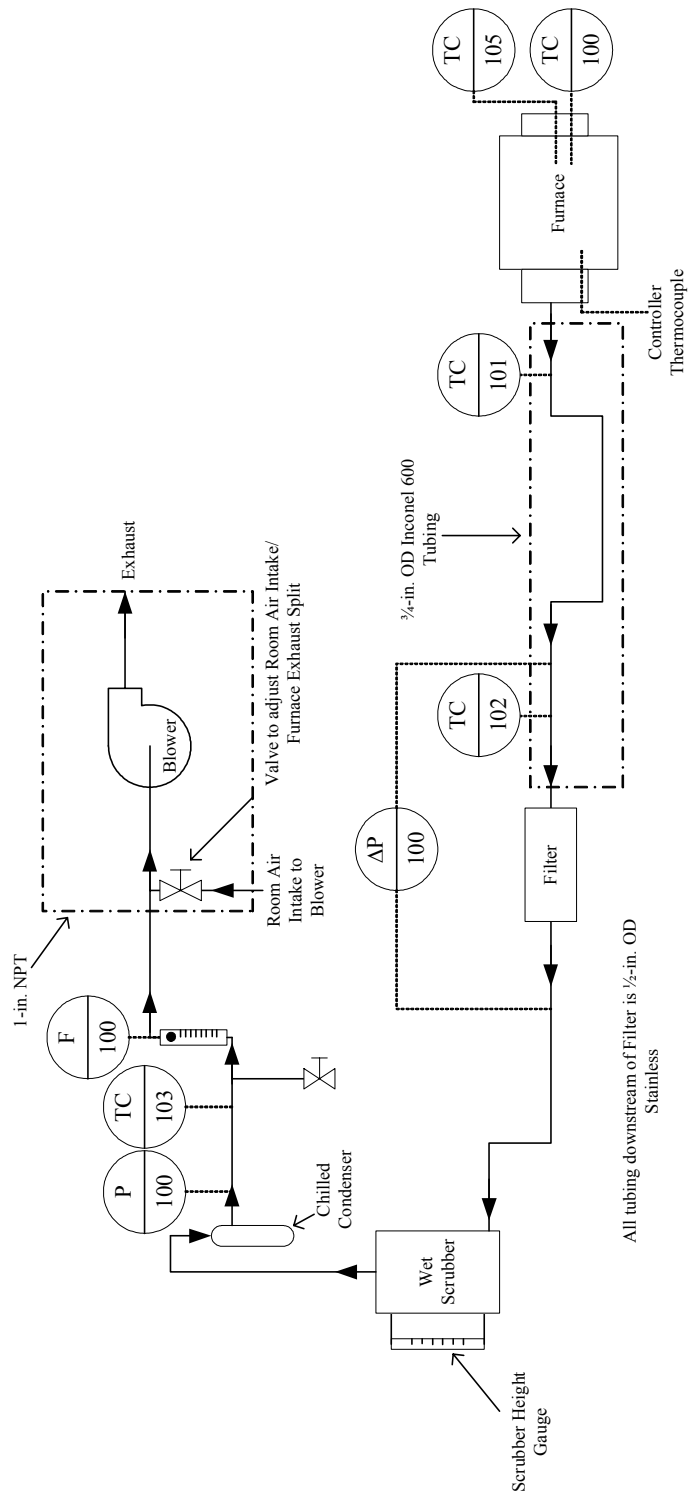 1-in. NPT
F
100
TC
103
P
100
Blower
Exhaust
Valve to adjust Room Air Intake/
Furnace Exhaust Split
Room Air
Intake to
Blower
Chilled
Condenser
Wet
Scrubber
Scrubber Height
Gauge
ΔP
100
TC
102
TC
101
¾-in. OD Inconel 600
Tubing
TC
105
TC
100
Furnace
Controller
Thermocouple
Filter
All tubing downstream of Filter is ½-in. OD
Stainless